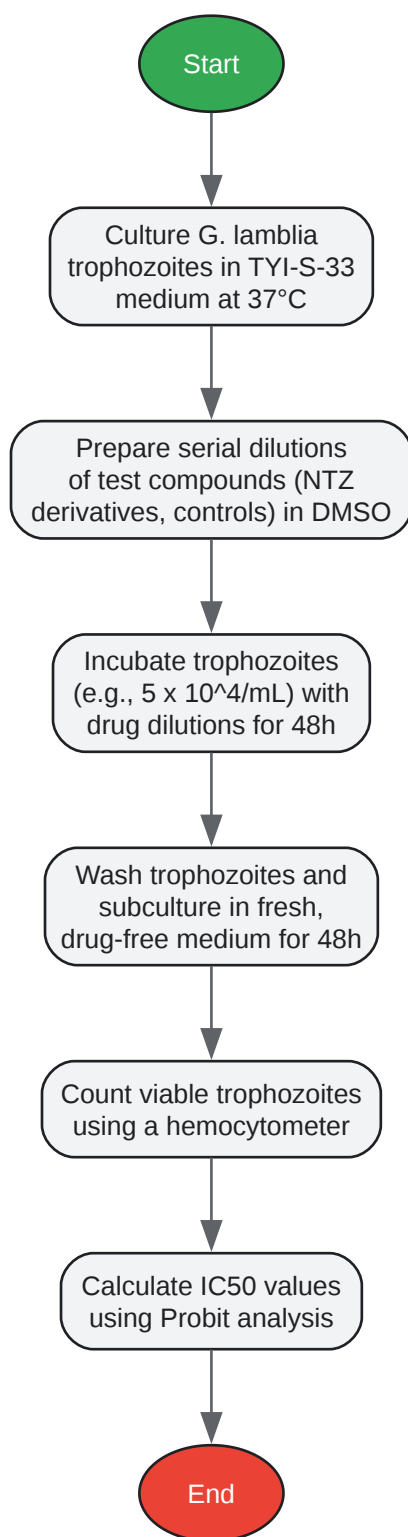 Start
Culture G. lamblia
trophozoites in TYI-S-33
medium at 37°C
Prepare serial dilutions
of test compounds (NTZ
derivatives, controls) in DMSO
Incubate trophozoites
(e.g., 5 x 10^4/mL) with
drug dilutions for 48h
Wash trophozoites and
subculture in fresh,
drug-free medium for 48h
Count viable trophozoites
using a hemocytometer
Calculate IC50 values
using Probit analysis
End